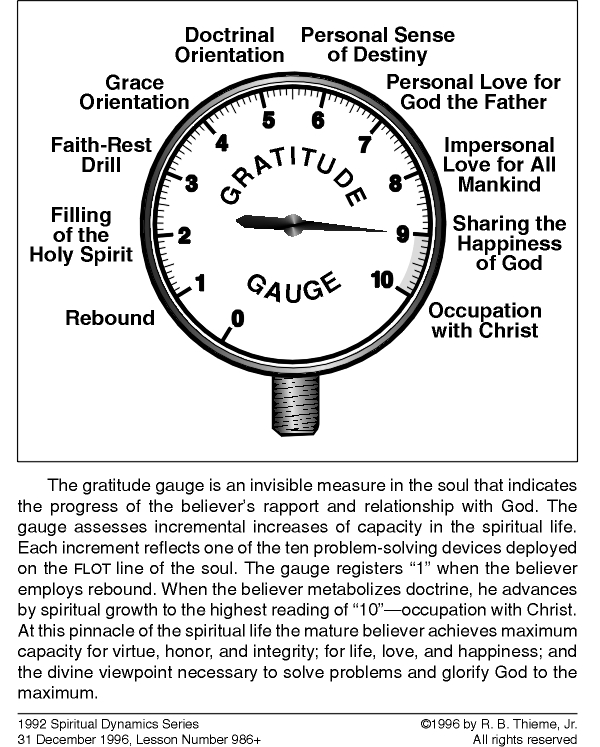 Doctrinal
Orientation
Personal Sense
of Destiny
Grace
Orientation
Personal Love for
God the Father
Faith-Rest
Drill
Impersonal
Love for All
Mankind
Filling
of the
Holy Spirit
Sharing the
Happiness
of God
Rebound
Occupation
with Christ
0
1
2
3
4
5
6
7
8
9
10
GRATITUDE
GAUGE
The gratitude gauge is an invisible measure in the soul that indicates
the progress of the believer's rapport and relationship with God. The
gauge assesses incremental increases of capacity in the spiritual life.
Each increment reflects one of the ten problem-solving devices deployed
on the FLOT line of the soul. The gauge registers “1” when the believer
employs rebound. When the believer metabolizes doctrine, he advances
by spiritual growth to the highest reading of “10”—occupation with Christ.
At this pinnacle of the spiritual life the mature believer achieves maximum
capacity for virtue, honor, and integrity; for life, love, and happiness; and
the divine viewpoint necessary to solve problems and glorify God to the
maximum.
1992 Spiritual Dynamics Series
31 December 1996, Lesson Number 986+
©1996 by R. B. Thieme, Jr.
All rights reserved